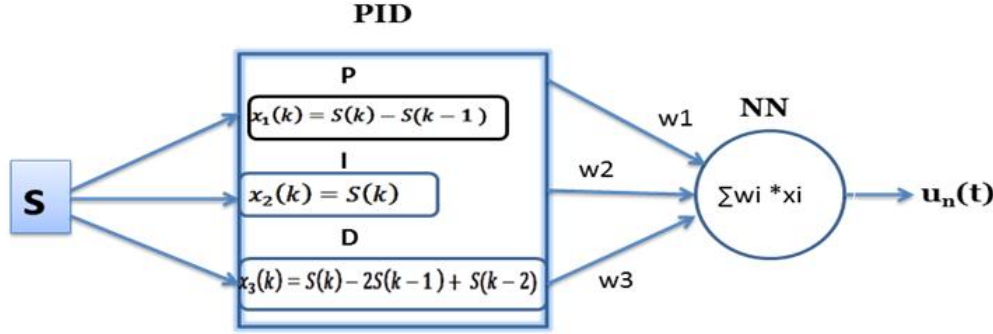 PID
P
x₁(k) = S(k) − S(k − 1)
I
x₂(k) = S(k)
D
x₃(k) = S(k) − 2S(k − 1) + S(k − 2)
S
w1
w2
w3
NN
∑wi *xi
uₙ(t)